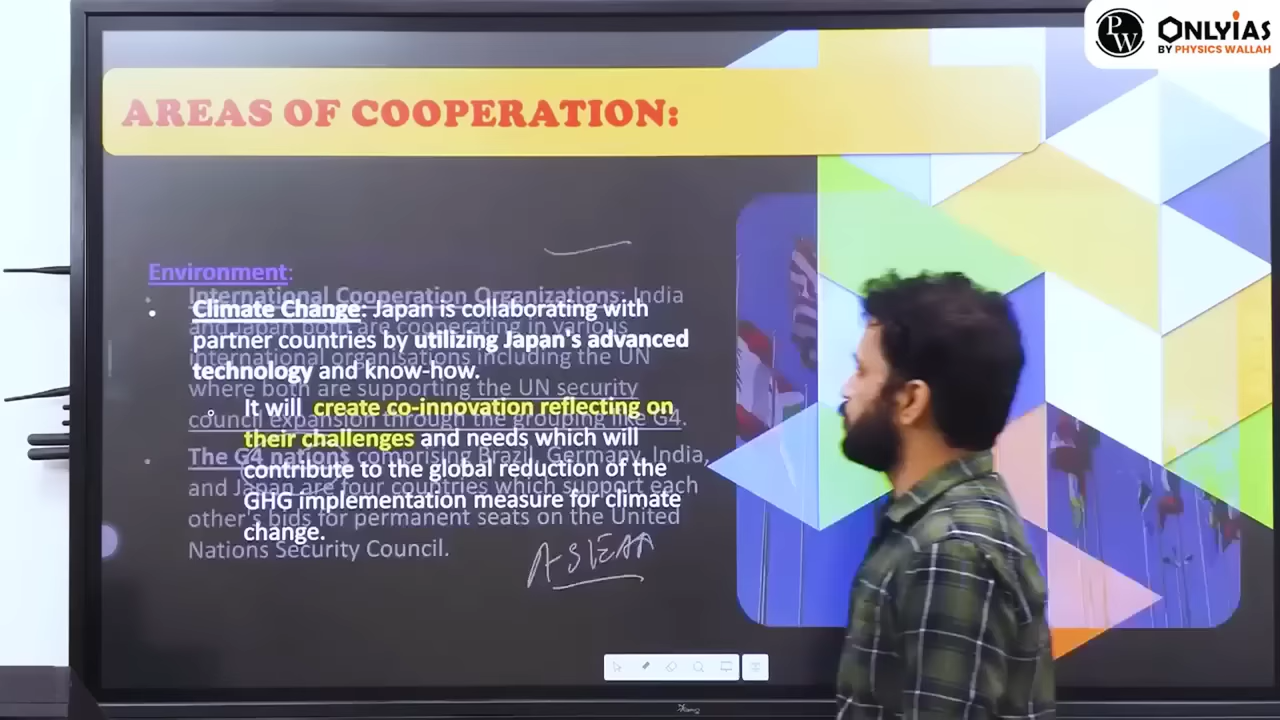 PW ONLYIAS
BY PHYSICS WALLAH
AREAS OF COOPERATION:
Environment:
• Climate Change: Japan is collaborating with
partner countries by utilizing Japan's advanced
technology and know-how.
It will create co-innovation reflecting on
their challenges and needs which will
contribute to the global reduction of the
GHG implementation measure for climate
change.
• International Cooperation Organizations: India
and Japan both are cooperating in various
international organisations including the UN
where both are supporting the UN security
council expansion through the grouping like G4.
• The G4 nations comprising Brazil, Germany, India,
and Japan are four countries which support each
other's bids for permanent seats on the United
Nations Security Council.